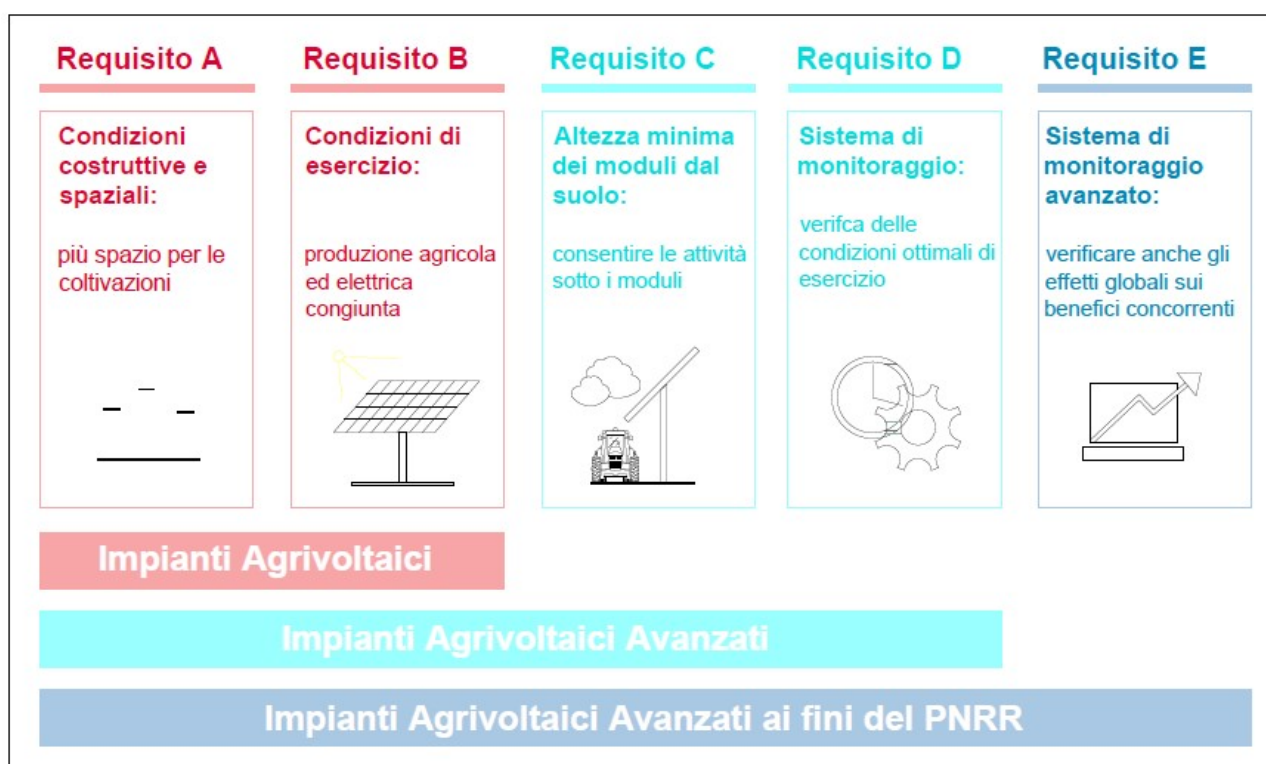 Requisito A
Requisito B
Requisito C
Requisito D
Requisito E
Condizioni
costruttive e
spaziali:
più spazio per le
coltivazioni
Condizioni di
esercizio:
produzione agricola
ed elettrica
congiunta
Altezza minima
dei moduli dal
suolo:
consentire le attività
sotto i moduli
Sistema di
monitoraggio:
verifca delle
condizioni ottimali di
esercizio
Sistema di
monitoraggio
avanzato:
verificare anche gli
effetti globali sui
benefici concorrenti
Impianti Agrivoltaici
Impianti Agrivoltaici Avanzati
Impianti Agrivoltaici Avanzati ai fini del PNRR